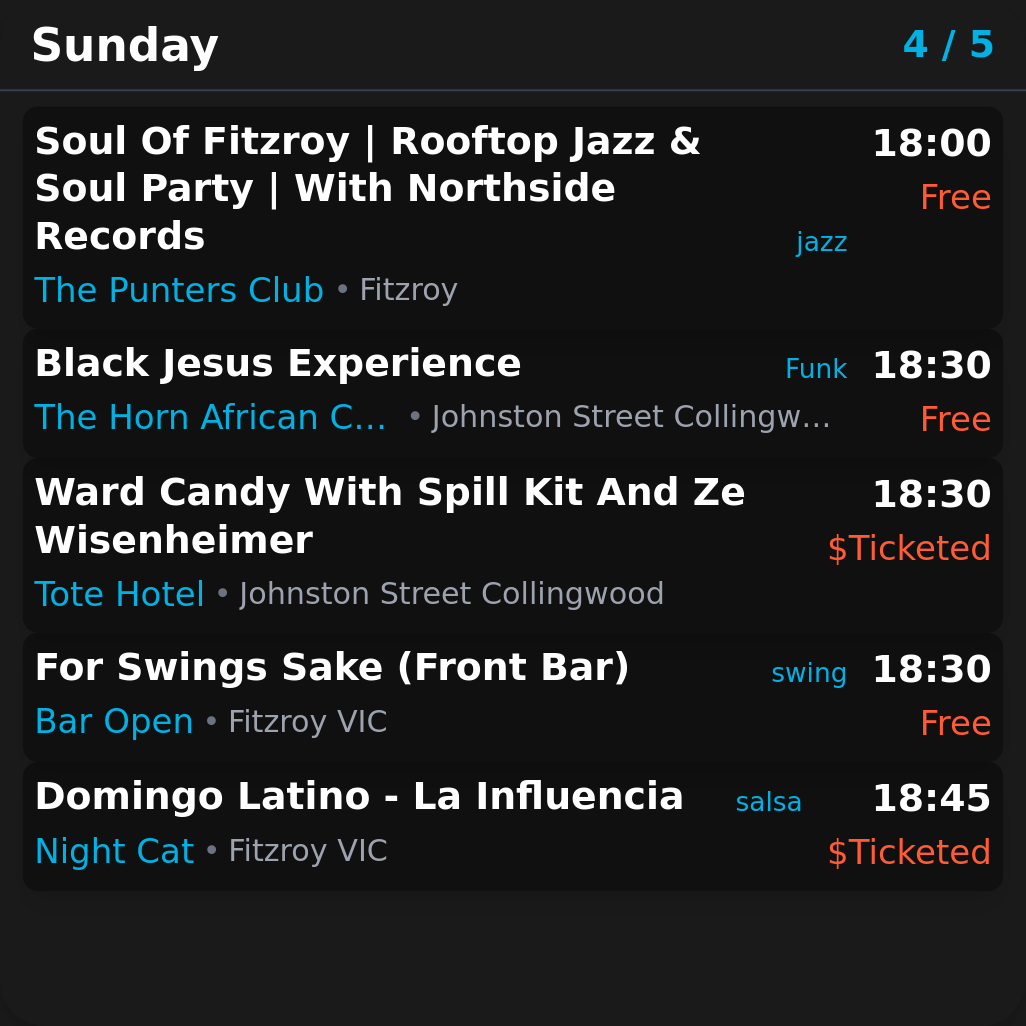 Sunday 4 / 5
Soul Of Fitzroy | Rooftop Jazz & 18:00
Soul Party | With Northside Free
Records jazz
The Punters Club • Fitzroy
Black Jesus Experience Funk 18:30
The Horn African C... • Johnston Street Collingw... Free
Ward Candy With Spill Kit And Ze 18:30
Wisenheimer $Ticketed
Tote Hotel • Johnston Street Collingwood
For Swings Sake (Front Bar) swing 18:30
Bar Open • Fitzroy VIC Free
Domingo Latino - La Influencia salsa 18:45
Night Cat • Fitzroy VIC $Ticketed